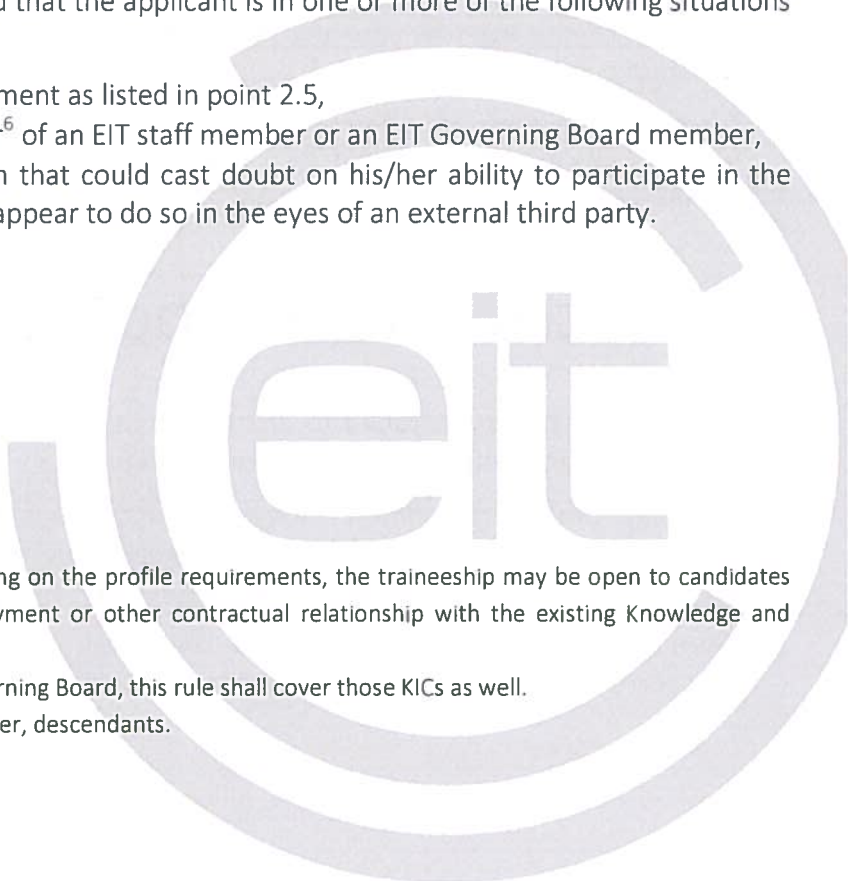 d that the applicant is in one or more of the following situations
ment as listed in point 2.5,
6 of an EIT staff member or an EIT Governing Board member,
n that could cast doubt on his/her ability to participate in the
appear to do so in the eyes of an external third party.
eit
ng on the profile requirements, the traineeship may be open to candidates
yment or other contractual relationship with the existing Knowledge and
rning Board, this rule shall cover those KICs as well.
er, descendants.